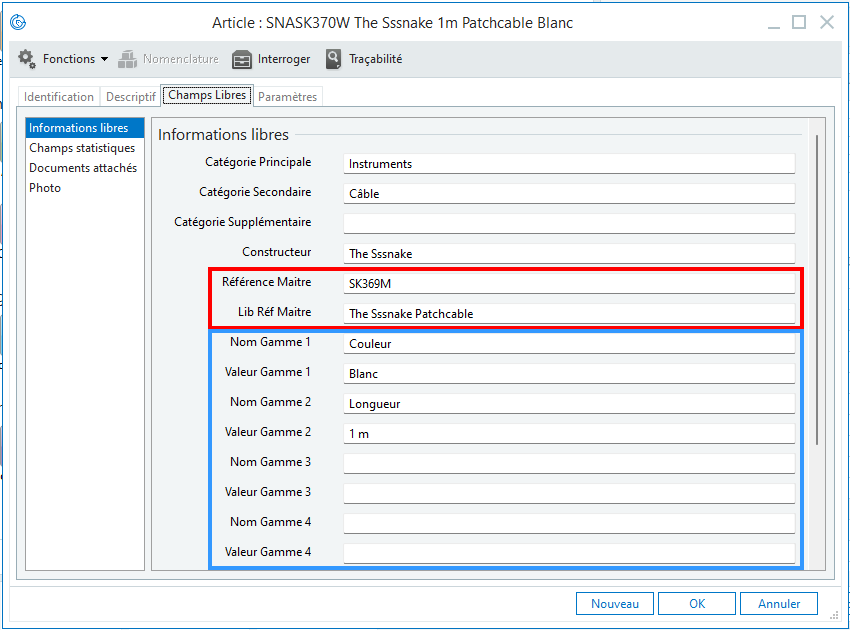 Article : SNASK370W The Sssnake 1m Patchcable Blanc
Fonctions Nomenclature Interroger Traçabilité
Identification Descriptif Champs Libres Paramètres
Informations libres
Champs statistiques
Documents attachés
Photo
Informations libres
Catégorie Principale Instruments
Catégorie Secondaire Câble
Catégorie Supplémentaire
Constructeur The Sssnake
Référence Maitre SK369M
Lib Réf Maitre The Sssnake Patchcable
Nom Gamme 1 Couleur
Valeur Gamme 1 Blanc
Nom Gamme 2 Longueur
Valeur Gamme 2 1 m
Nom Gamme 3
Valeur Gamme 3
Nom Gamme 4
Valeur Gamme 4
Nouveau OK Annuler